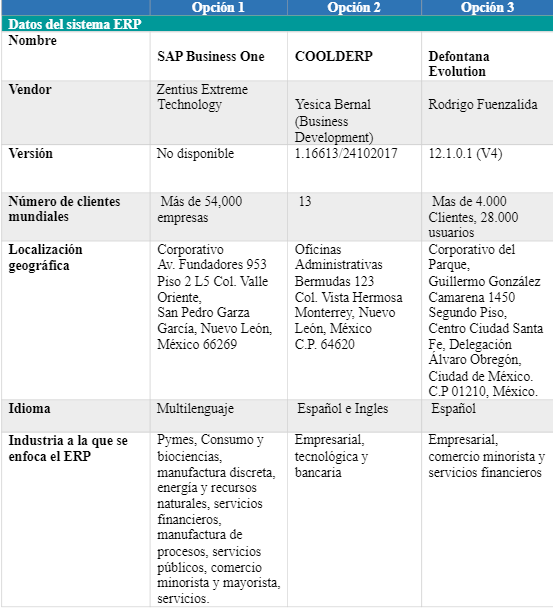 Opción 1 Opción 2 Opción 3
Datos del sistema ERP
Nombre
SAP Business One
COOLDERP
Defontana
Evolution
Vendor
Zentius Extreme
Technology
Yesica Bernal
(Business
Development)
Rodrigo Fuenzalida
Versión
No disponible
1.16613/24102017
12.1.0.1 (V4)
Número de clientes
mundiales
Más de 54,000
empresas
13
Mas de 4.000
Clientes, 28.000
usuarios
Localización
geográfica
Corporativo
Av. Fundadores 953
Piso 2 L5 Col. Valle
Oriente,
San Pedro Garza
García, Nuevo León,
México 66269
Oficinas
Administrativas
Bermudas 123
Col. Vista Hermosa
Monterrey, Nuevo
León, México
C.P. 64620
Corporativo del
Parque,
Guillermo González
Camarena 1450
Segundo Piso,
Centro Ciudad Santa
Fe, Delegación
Álvaro Obregón,
Ciudad de México.
C.P 01210, México.
Idioma
Multilenguaje
Español e Ingles
Español
Industria a la que se
enfoca el ERP
Pymes, Consumo y
biociencias,
manufactura discreta,
energía y recursos
naturales, servicios
financieros,
manufactura de
procesos, servicios
públicos, comercio
minorista y mayorista,
servicios.
Empresarial,
tecnológica y
bancaria
Empresarial,
comercio minorista y
servicios financieros